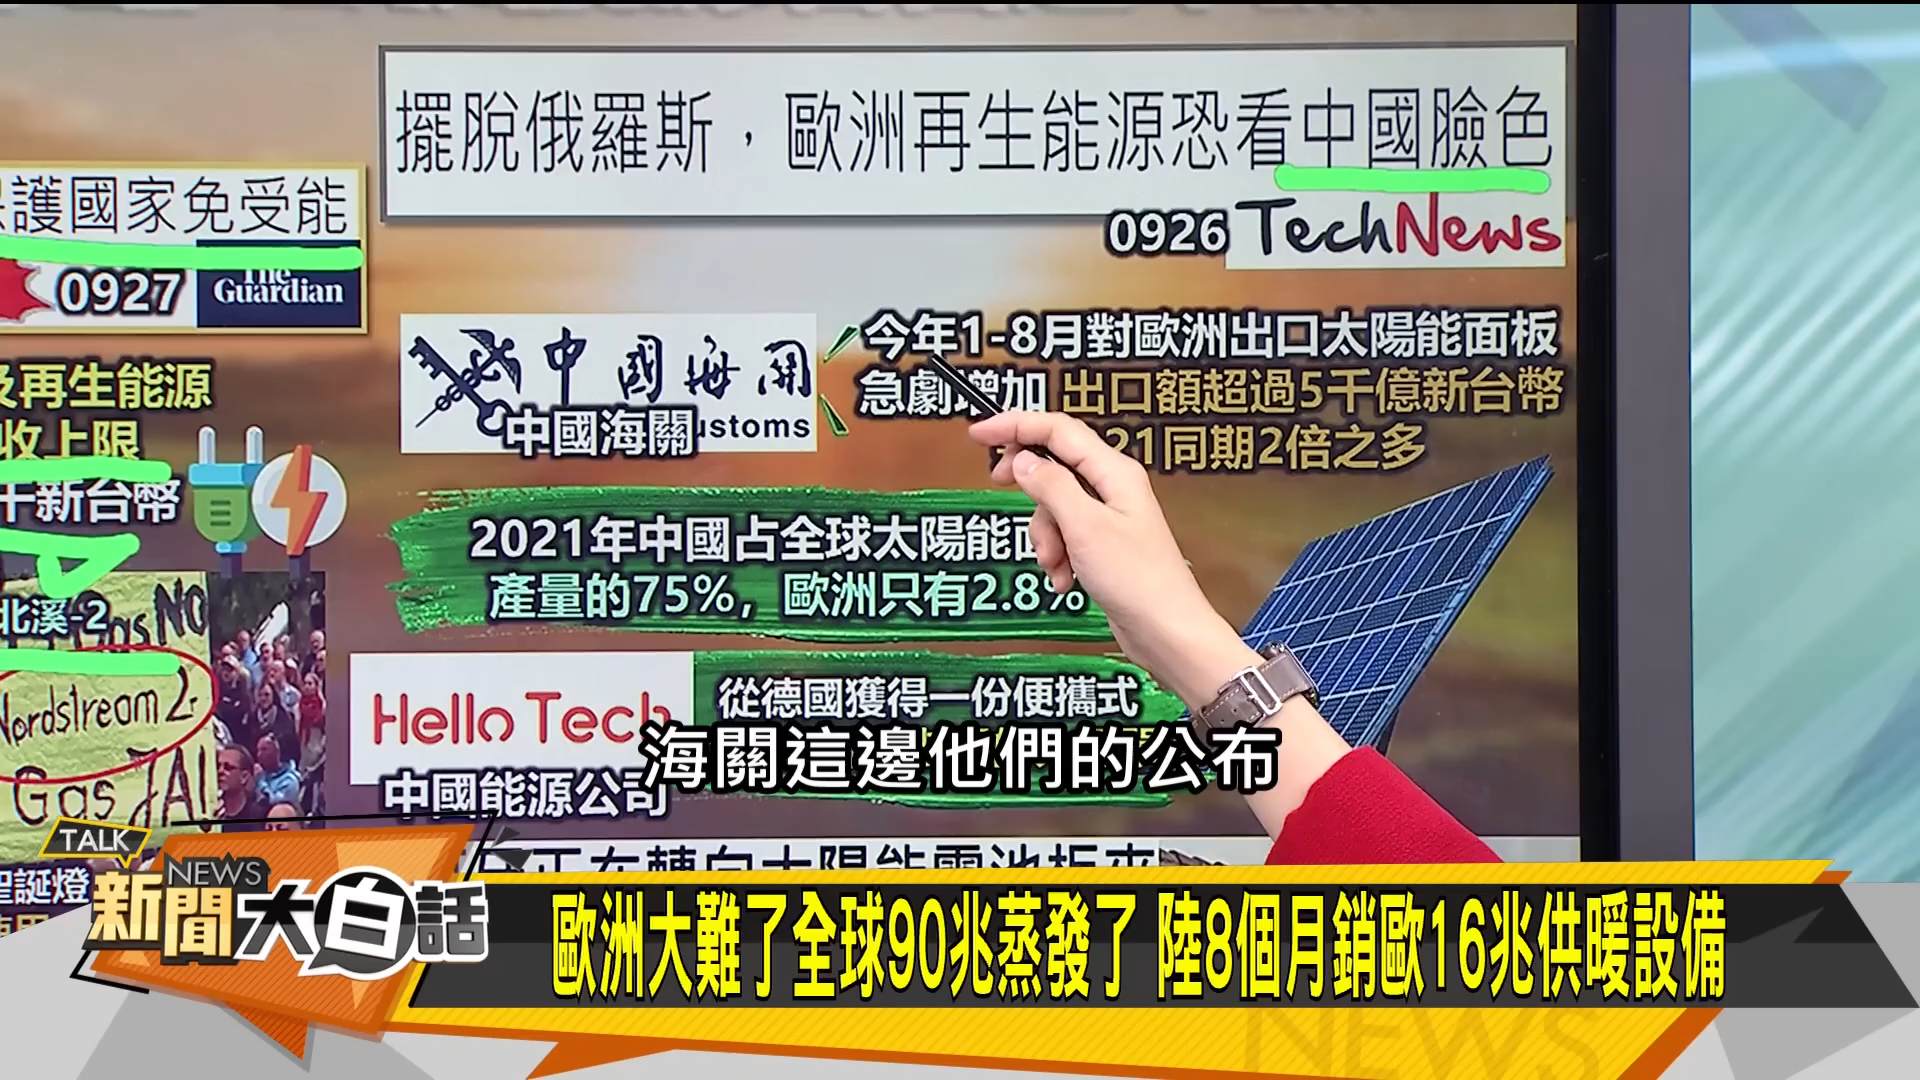 擺脫俄羅斯，歐洲再生能源恐看中國臉色
0926 TechNews
護國家免受能
0927 The Guardian
再生能源
收上限
千新台幣
北溪-2
Gas NO
Nordstream 2
Gas JA!
聖誕燈
中國海關
ustoms
中國海關
今年1-8月對歐洲出口太陽能面板
急劇增加 出口額超過5千億新台幣
21同期2倍之多
2021年中國占全球太陽能
產量的75%，歐洲只有2.8%
Hello Tech
中國能源公司
從德國獲得一份便攜式
海關這邊他們的公布
TALK
NEWS
新聞大白話
歐洲大難了全球90兆蒸發了 陸8個月銷歐16兆供暖設備
NEWS